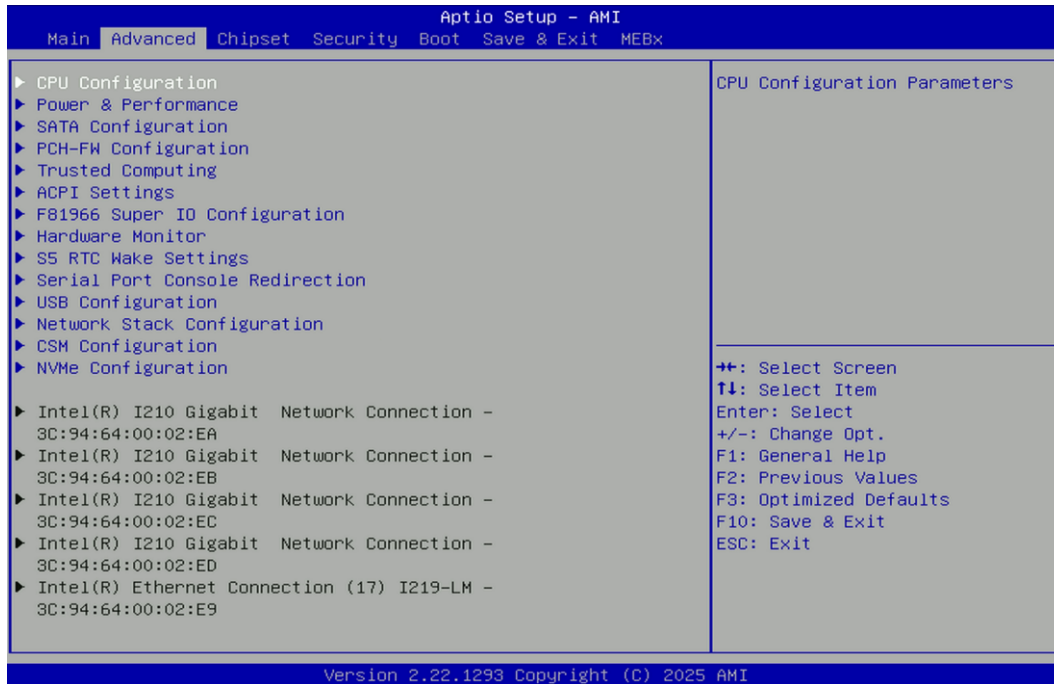 Aptio Setup – AMI
Main Advanced Chipset Security Boot Save & Exit MEBx
▶ CPU Configuration
▶ Power & Performance
▶ SATA Configuration
▶ PCH-FW Configuration
▶ Trusted Computing
▶ ACPI Settings
▶ F81966 Super IO Configuration
▶ Hardware Monitor
▶ S5 RTC Wake Settings
▶ Serial Port Console Redirection
▶ USB Configuration
▶ Network Stack Configuration
▶ CSM Configuration
▶ NVMe Configuration
▶ Intel(R) I210 Gigabit  Network Connection –
3C:94:64:00:02:EA
▶ Intel(R) I210 Gigabit  Network Connection –
3C:94:64:00:02:EB
▶ Intel(R) I210 Gigabit  Network Connection –
3C:94:64:00:02:EC
▶ Intel(R) I210 Gigabit  Network Connection –
3C:94:64:00:02:ED
▶ Intel(R) Ethernet Connection (17) I219-LM –
3C:94:64:00:02:E9
CPU Configuration Parameters
→←: Select Screen
↑↓: Select Item
Enter: Select
+/-: Change Opt.
F1: General Help
F2: Previous Values
F3: Optimized Defaults
F10: Save & Exit
ESC: Exit
Version 2.22.1293 Copyright (C) 2025 AMI